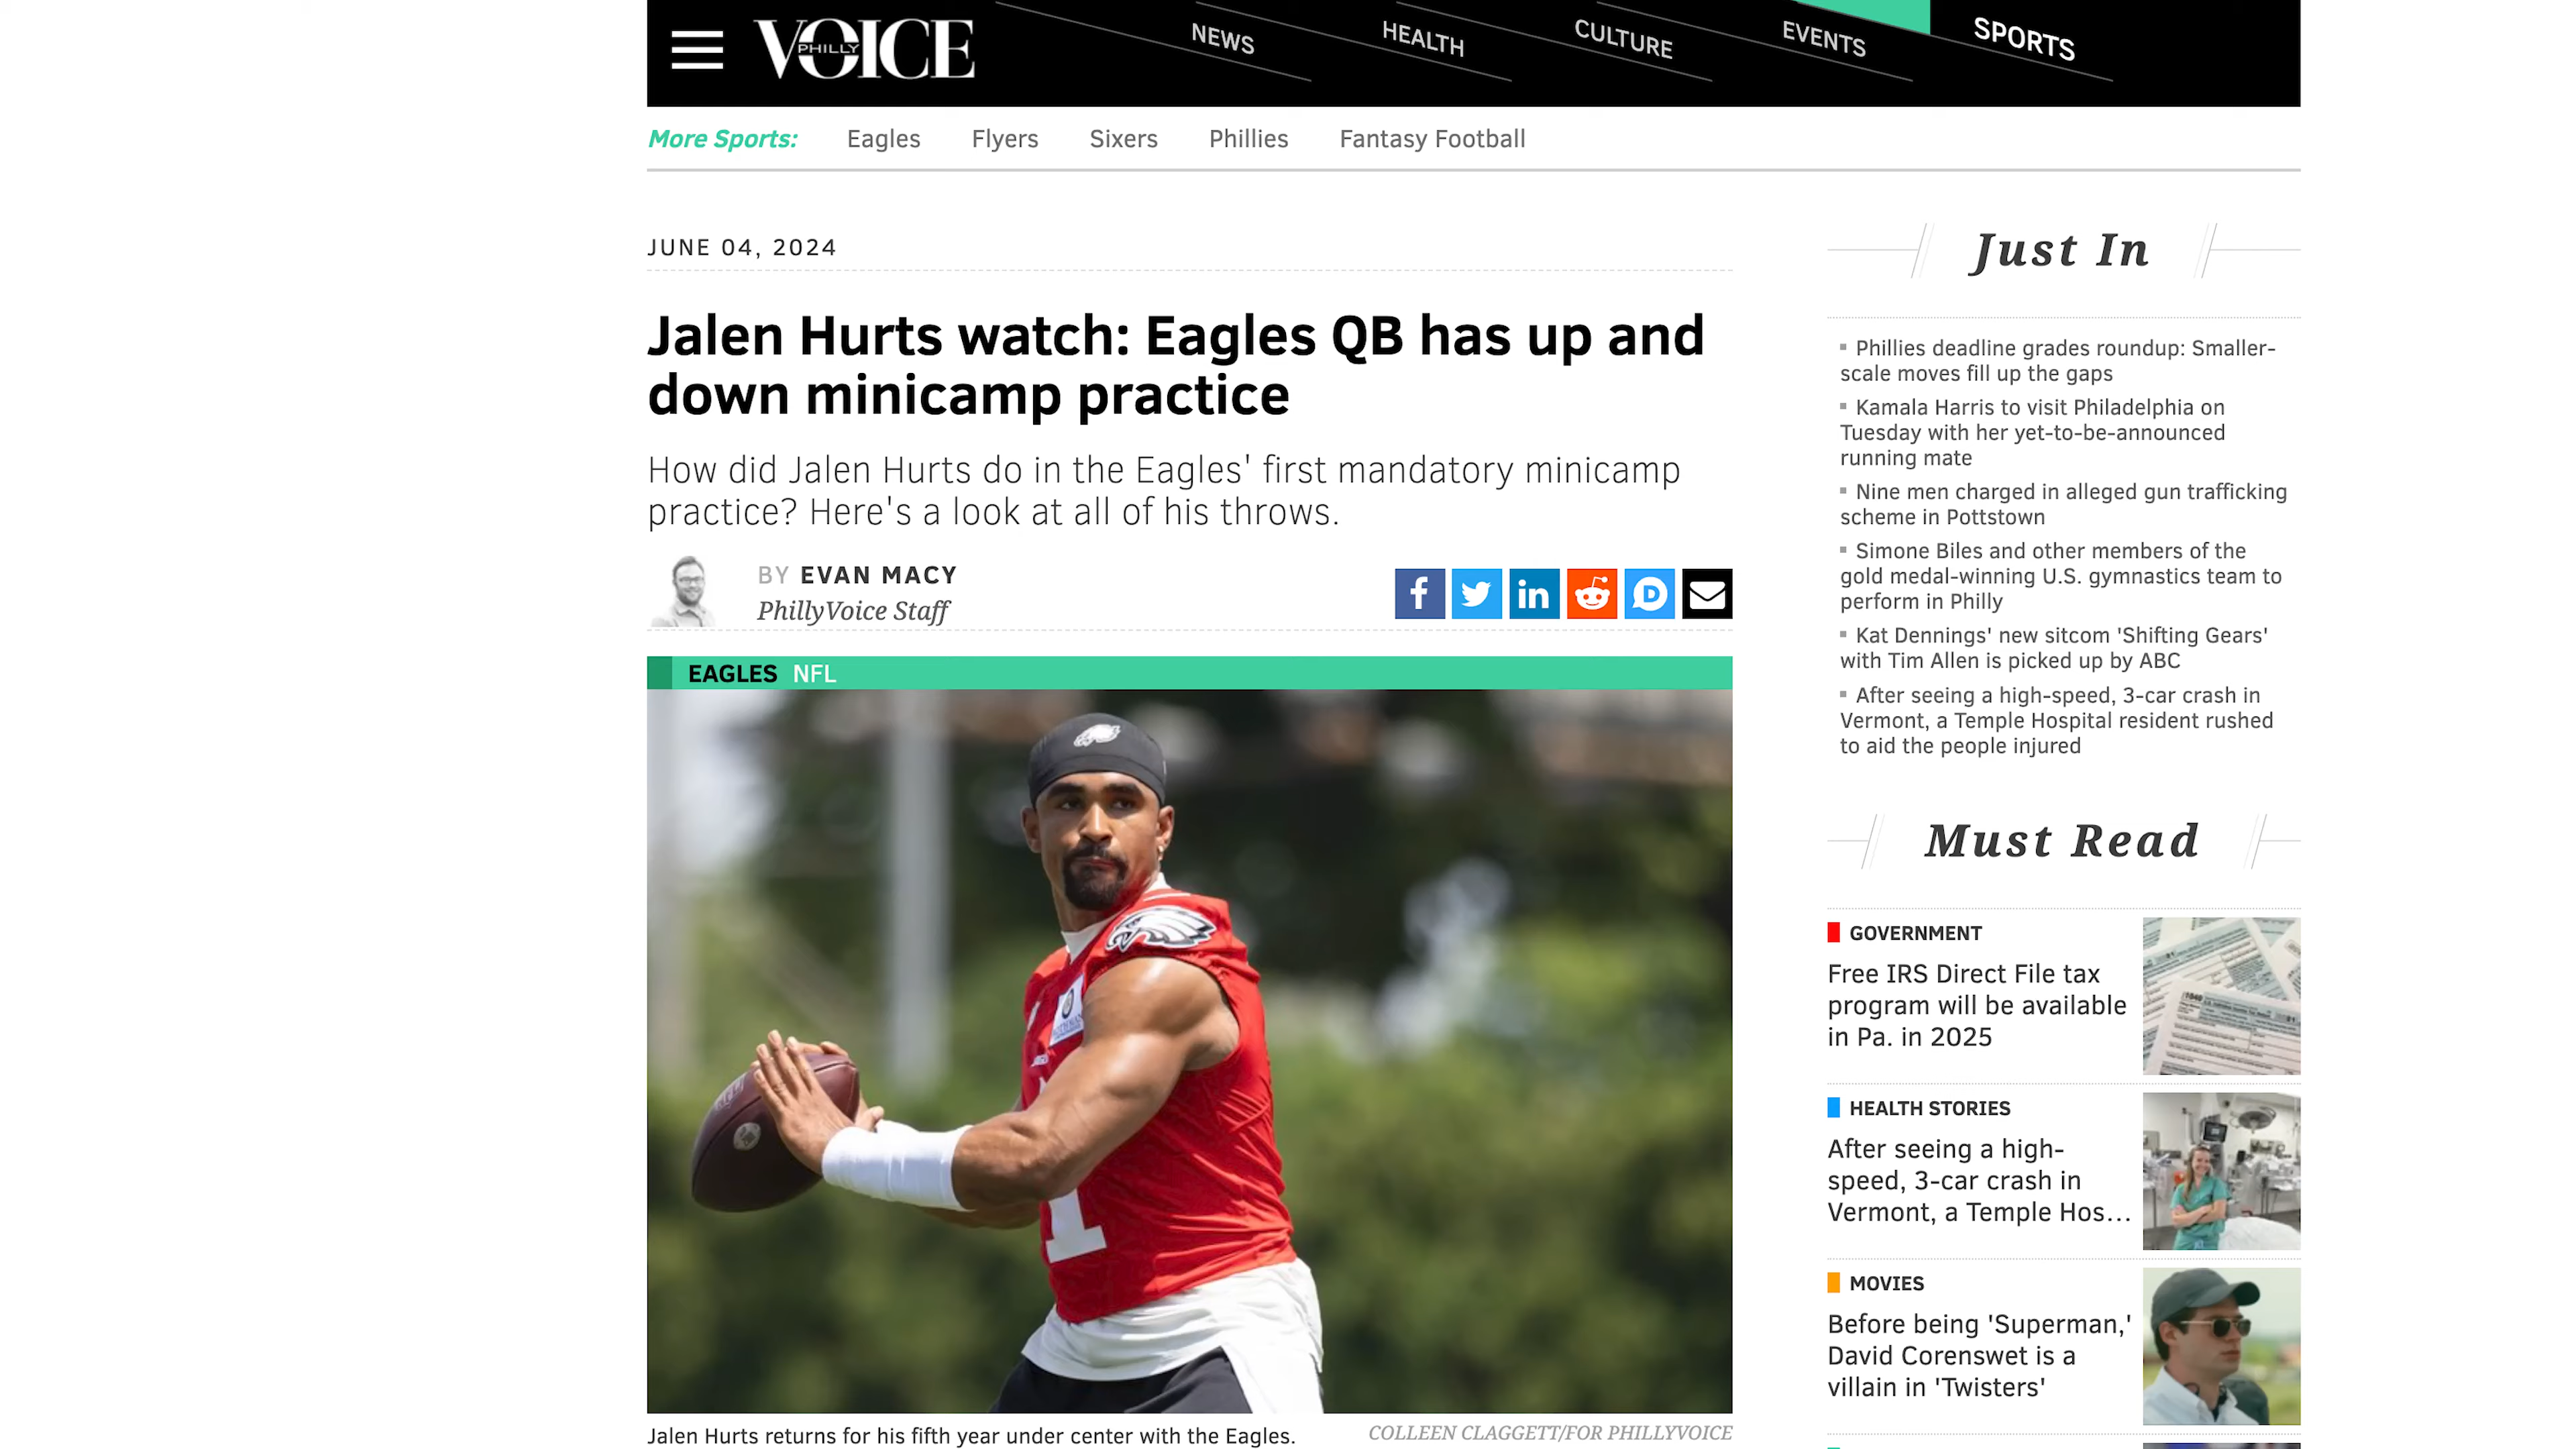 VOICE
PHILLY
NEWS
HEALTH
CULTURE
EVENTS
SPORTS
More Sports:
Eagles
Flyers
Sixers
Phillies
Fantasy Football
JUNE 04, 2024
Jalen Hurts watch: Eagles QB has up and
down minicamp practice
How did Jalen Hurts do in the Eagles' first mandatory minicamp
practice? Here's a look at all of his throws.
BY EVAN MACY
PhillyVoice Staff
EAGLES NFL
1
Jalen Hurts returns for his fifth year under center with the Eagles.
COLLEEN CLAGGETT/FOR PHILLYVOICE
Just In
Phillies deadline grades roundup: Smaller-
scale moves fill up the gaps
Kamala Harris to visit Philadelphia on
Tuesday with her yet-to-be-announced
running mate
Nine men charged in alleged gun trafficking
scheme in Pottstown
Simone Biles and other members of the
gold medal-winning U.S. gymnastics team to
perform in Philly
Kat Dennings' new sitcom 'Shifting Gears'
with Tim Allen is picked up by ABC
After seeing a high-speed, 3-car crash in
Vermont, a Temple Hospital resident rushed
to aid the people injured
Must Read
GOVERNMENT
Free IRS Direct File tax
program will be available
in Pa. in 2025
1040
HEALTH STORIES
After seeing a high-
speed, 3-car crash in
Vermont, a Temple Hos...
MOVIES
Before being 'Superman,'
David Corenswet is a
villain in 'Twisters'